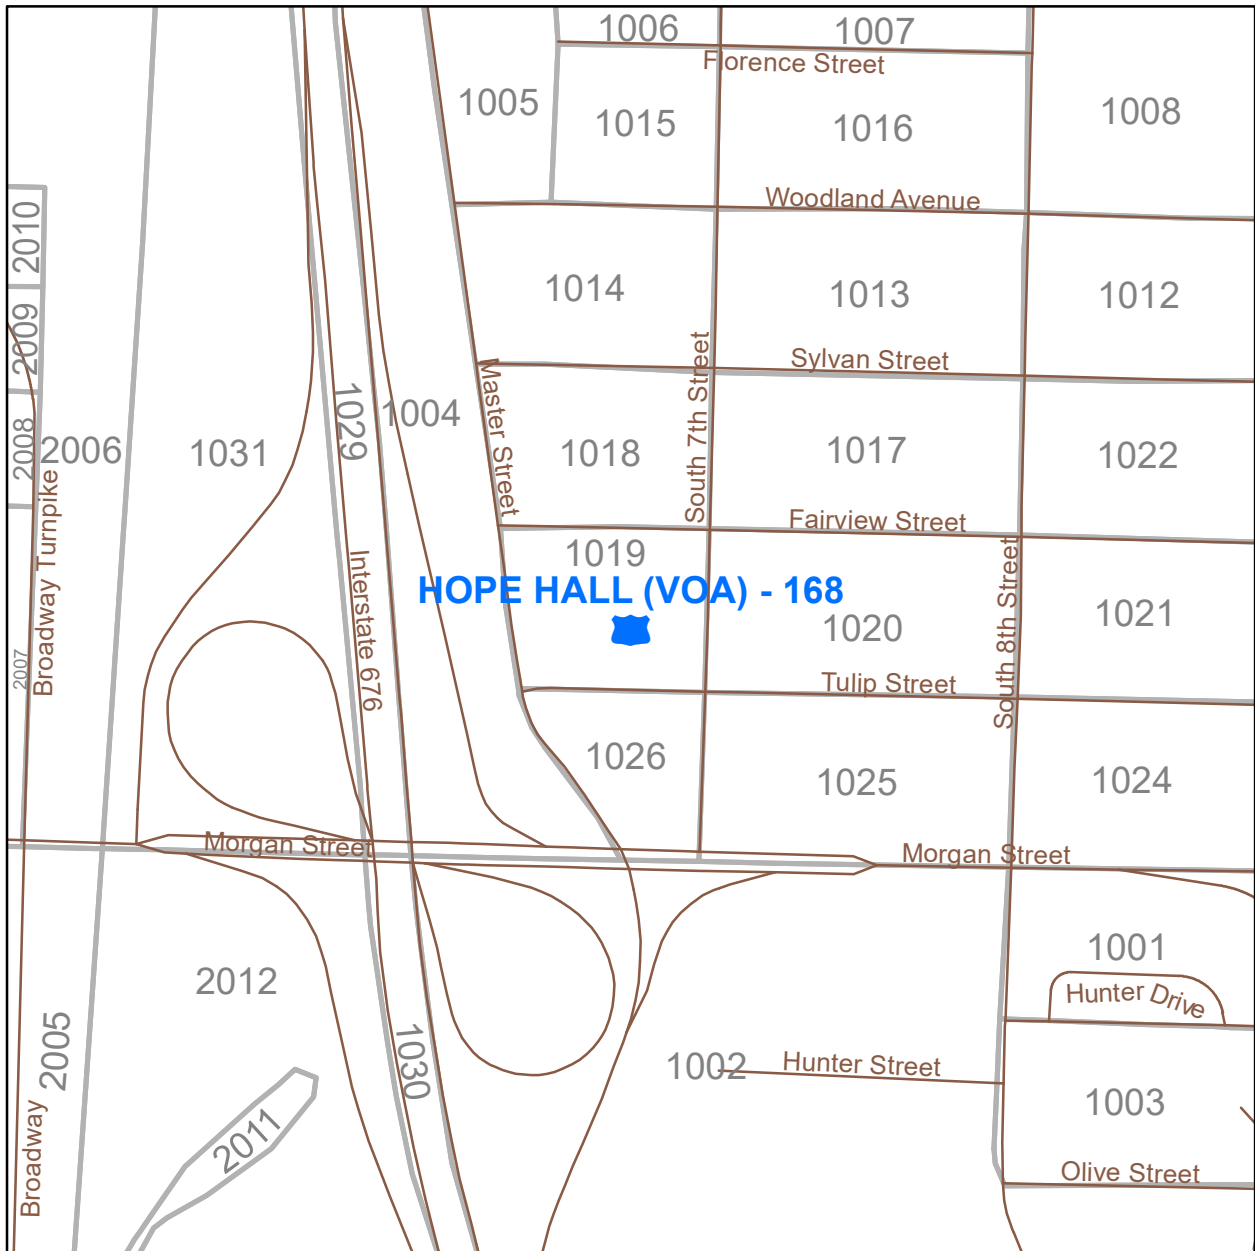 1006
1007
Florence Street
1005
1015
1016
1008
Woodland Avenue
2010
1014
1013
1012
2009
Sylvan Street
South 7th Street
Master Street
1029
1004
2008
2006
1031
1018
1017
1022
Broadway Turnpike
Fairview Street
1019
Interstate 676
HOPE HALL (VOA) - 168
South 8th Street
1020
1021
2007
Tulip Street
1026
1025
1024
Morgan Street
Morgan Street
1001
2012
Hunter Drive
2005
1030
1002
Hunter Street
1003
2011
Broadway
Olive Street